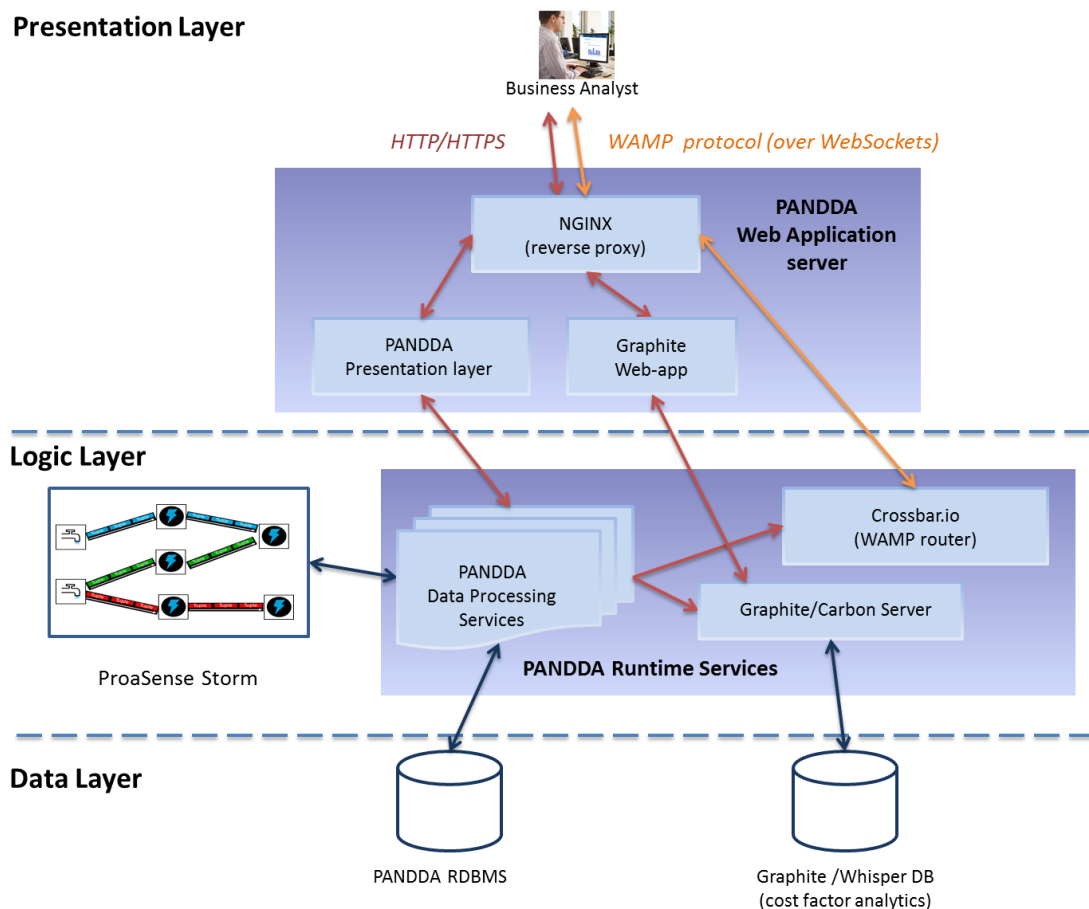 Presentation Layer
Business Analyst
HTTP/HTTPS
WAMP protocol (over WebSockets)
PANDDA
Web Application
server
NGINX
(reverse proxy)
PANDDA
Presentation layer
Graphite
Web-app
Logic Layer
Crossbar.io
(WAMP router)
PANDDA
Data Processing
Services
Graphite/Carbon Server
PANDDA Runtime Services
ProaSense Storm
Data Layer
PANDDA RDBMS
Graphite /Whisper DB
(cost factor analytics)